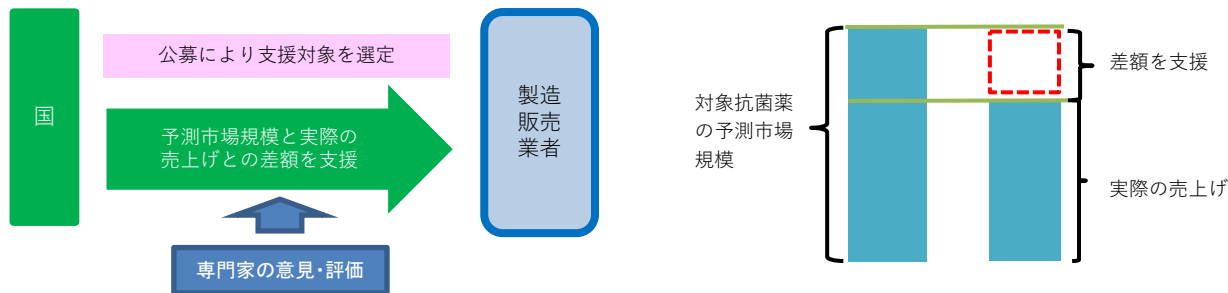 国
公募により支援対象を選定
予測市場規模と実際の
売上げとの差額を支援
専門家の意見・評価
製造
販売
業者
対象抗菌薬
の予測市場
規模
差額を支援
実際の売上げ